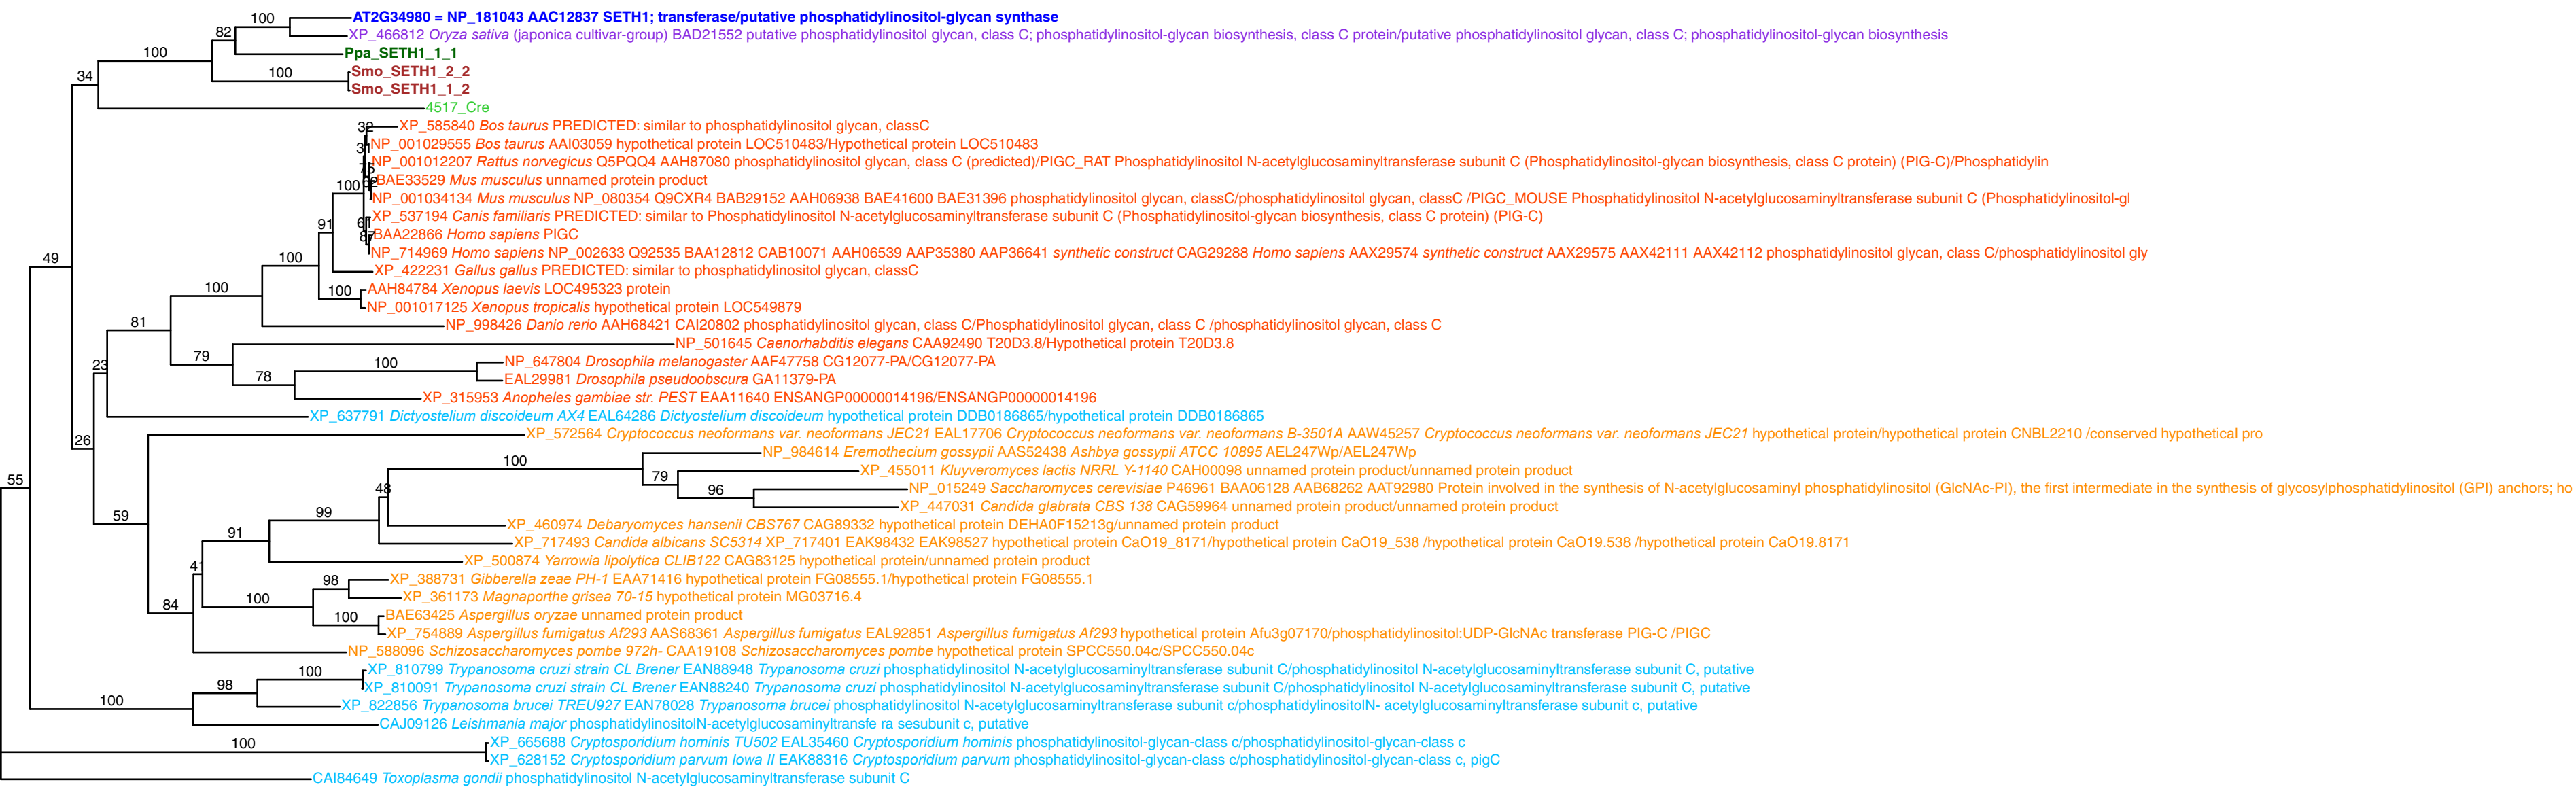 100 AT2G34980 = NP_181043 AAC12837 SETH1; transferase/putative phosphatidylinositol-glycan synthase
82 XP_466812 Oryza sativa (japonica cultivar-group) BAD21552 putative phosphatidylinositol glycan, class C; phosphatidylinositol-glycan biosynthesis, class C protein/putative phosphatidylinositol glycan, class C; phosphatidylinositol-glycan biosynthesis
100 Ppa_SETH1_1_1
34 100 Smo_SETH1_2_2
Smo_SETH1_1_2
4517_Cre
32 XP_585840 Bos taurus PREDICTED: similar to phosphatidylinositol glycan, classC
NP_001029555 Bos taurus AAI03059 hypothetical protein LOC510483/Hypothetical protein LOC510483
NP_001012207 Rattus norvegicus Q5PQQ4 AAH87080 phosphatidylinositol glycan, class C (predicted)/PIGC_RAT Phosphatidylinositol N-acetylglucosaminyltransferase subunit C (Phosphatidylinositol-glycan biosynthesis, class C protein) (PIG-C)/Phosphatidylin
BAE33529 Mus musculus unnamed protein product
100 NP_001034134 Mus musculus NP_080354 Q9CXR4 BAB29152 AAH06938 BAE41600 BAE31396 phosphatidylinositol glycan, classC/phosphatidylinositol glycan, classC /PIGC_MOUSE Phosphatidylinositol N-acetylglucosaminyltransferase subunit C (Phosphatidylinositol-gl
XP_537194 Canis familiaris PREDICTED: similar to Phosphatidylinositol N-acetylglucosaminyltransferase subunit C (Phosphatidylinositol-glycan biosynthesis, class C protein) (PIG-C)
91 BAA22866 Homo sapiens PIGC
NP_714969 Homo sapiens NP_002633 Q92535 BAA12812 CAB10071 AAH06539 AAP35380 AAP36641 synthetic construct CAG29288 Homo sapiens AAX29574 synthetic construct AAX29575 AAX42111 AAX42112 phosphatidylinositol glycan, class C/phosphatidylinositol gly
49 100 XP_422231 Gallus gallus PREDICTED: similar to phosphatidylinositol glycan, classC
100 100 AAH84784 Xenopus laevis LOC495323 protein
NP_001017125 Xenopus tropicalis hypothetical protein LOC549879
81 NP_998426 Danio rerio AAH68421 CAI20802 phosphatidylinositol glycan, class C/Phosphatidylinositol glycan, class C /phosphatidylinositol glycan, class C
NP_501645 Caenorhabditis elegans CAA92490 T20D3.8/Hypothetical protein T20D3.8
23 79 100 NP_647804 Drosophila melanogaster AAF47758 CG12077-PA/CG12077-PA
78 EAL29981 Drosophila pseudoobscura GA11379-PA
XP_315953 Anopheles gambiae str. PEST EAA11640 ENSANGP00000014196/ENSANGP00000014196
XP_637791 Dictyostelium discoideum AX4 EAL64286 Dictyostelium discoideum hypothetical protein DDB0186865/hypothetical protein DDB0186865
26 XP_572564 Cryptococcus neoformans var. neoformans JEC21 EAL17706 Cryptococcus neoformans var. neoformans B-3501A AAW45257 Cryptococcus neoformans var. neoformans JEC21 hypothetical protein/hypothetical protein CNBL2210 /conserved hypothetical pro
100 NP_984614 Eremothecium gossypii AAS52438 Ashbya gossypii ATCC 10895 AEL247Wp/AEL247Wp
79 XP_455011 Kluyveromyces lactis NRRL Y-1140 CAH00098 unnamed protein product/unnamed protein product
55 48 96 NP_015249 Saccharomyces cerevisiae P46961 BAA06128 AAB68262 AAT92980 Protein involved in the synthesis of N-acetylglucosaminyl phosphatidylinositol (GlcNAc-PI), the first intermediate in the synthesis of glycosylphosphatidylinositol (GPI) anchors; ho
XP_447031 Candida glabrata CBS 138 CAG59964 unnamed protein product/unnamed protein product
59 99 XP_460974 Debaryomyces hansenii CBS767 CAG89332 hypothetical protein DEHA0F15213g/unnamed protein product
91 XP_717493 Candida albicans SC5314 XP_717401 EAK98432 EAK98527 hypothetical protein CaO19_8171/hypothetical protein CaO19_538 /hypothetical protein CaO19.538 /hypothetical protein CaO19.8171
41 XP_500874 Yarrowia lipolytica CLIB122 CAG83125 hypothetical protein/unnamed protein product
98 XP_388731 Gibberella zeae PH-1 EAA71416 hypothetical protein FG08555.1/hypothetical protein FG08555.1
84 100 XP_361173 Magnaporthe grisea 70-15 hypothetical protein MG03716.4
100 BAE63425 Aspergillus oryzae unnamed protein product
XP_754889 Aspergillus fumigatus Af293 AAS68361 Aspergillus fumigatus EAL92851 Aspergillus fumigatus Af293 hypothetical protein Afu3g07170/phosphatidylinositol:UDP-GlcNAc transferase PIG-C /PIGC
NP_588096 Schizosaccharomyces pombe 972h- CAA19108 Schizosaccharomyces pombe hypothetical protein SPCC550.04c/SPCC550.04c
100 XP_810799 Trypanosoma cruzi strain CL Brener EAN88948 Trypanosoma cruzi phosphatidylinositol N-acetylglucosaminyltransferase subunit C/phosphatidylinositol N-acetylglucosaminyltransferase subunit C, putative
98 XP_810091 Trypanosoma cruzi strain CL Brener EAN88240 Trypanosoma cruzi phosphatidylinositol N-acetylglucosaminyltransferase subunit C/phosphatidylinositol N-acetylglucosaminyltransferase subunit C, putative
100 XP_822856 Trypanosoma brucei TREU927 EAN78028 Trypanosoma brucei phosphatidylinositol N-acetylglucosaminyltransferase subunit c/phosphatidylinositolN- acetylglucosaminyltransferase subunit c, putative
CAJ09126 Leishmania major phosphatidylinositolN-acetylglucosaminyltransfe ra sesubunit c, putative
100 XP_665688 Cryptosporidium hominis TU502 EAL35460 Cryptosporidium hominis phosphatidylinositol-glycan-class c/phosphatidylinositol-glycan-class c
XP_628152 Cryptosporidium parvum Iowa II EAK88316 Cryptosporidium parvum phosphatidylinositol-glycan-class c/phosphatidylinositol-glycan-class c, pigC
CAI84649 Toxoplasma gondii phosphatidylinositol N-acetylglucosaminyltransferase subunit C